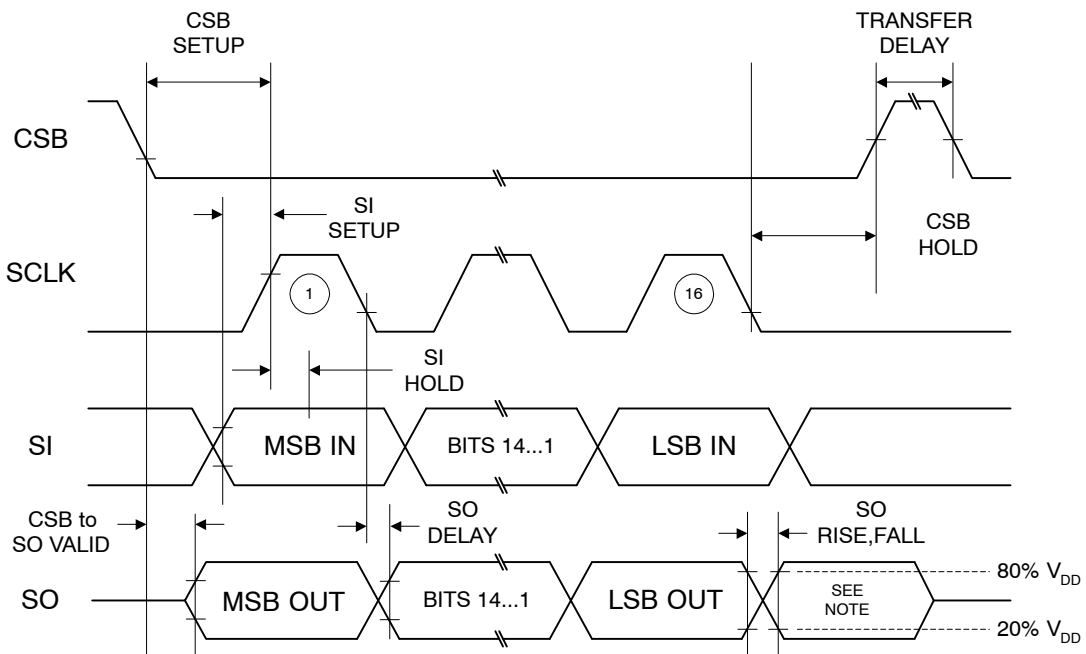 CSB
SETUP
TRANSFER
DELAY
CSB
SI
SETUP
CSB
HOLD
SCLK
1
16
SI
HOLD
SI
MSB IN
BITS 14...1
LSB IN
CSB to
SO VALID
SO
DELAY
SO
RISE,FALL
80% VDD
SO
MSB OUT
BITS 14...1
LSB OUT
SEE
NOTE
20% VDD